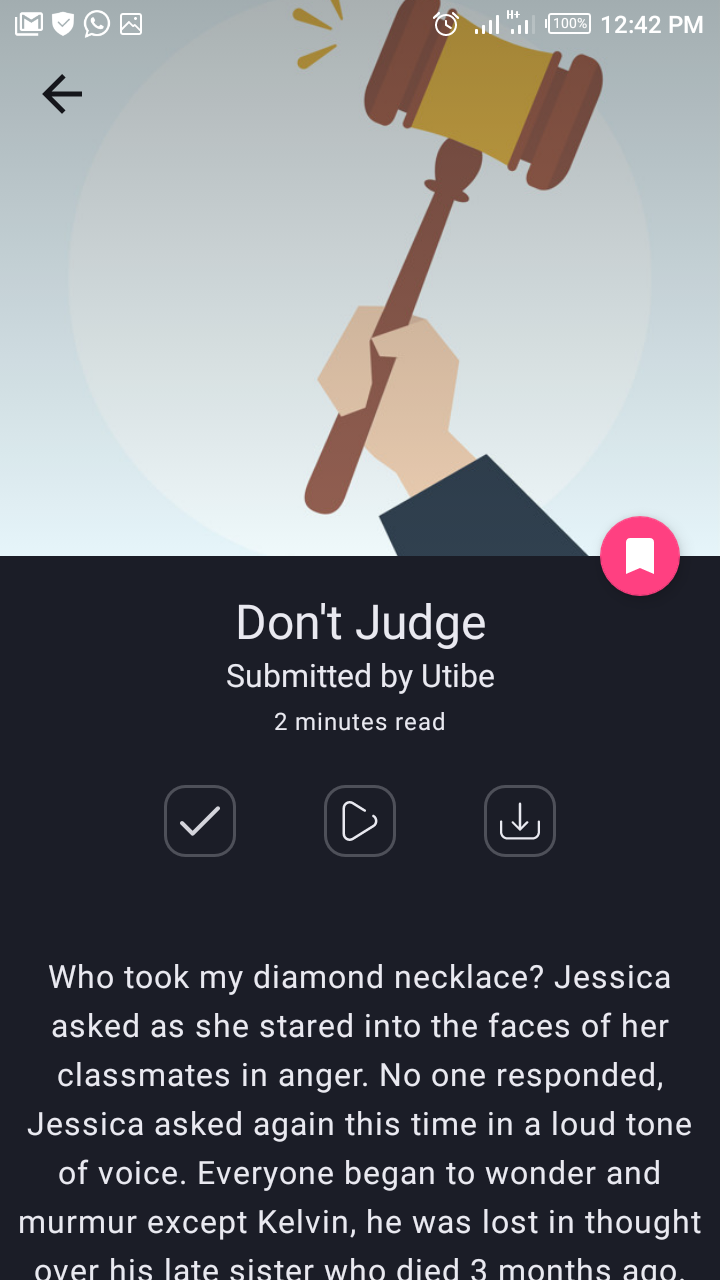 H+
100%
12:42 PM
Don't Judge
Submitted by Utibe
2 minutes read
Who took my diamond necklace? Jessica
asked as she stared into the faces of her
classmates in anger. No one responded,
Jessica asked again this time in a loud tone
of voice. Everyone began to wonder and
murmur except Kelvin, he was lost in thought
over his late sister who died 3 months ago.